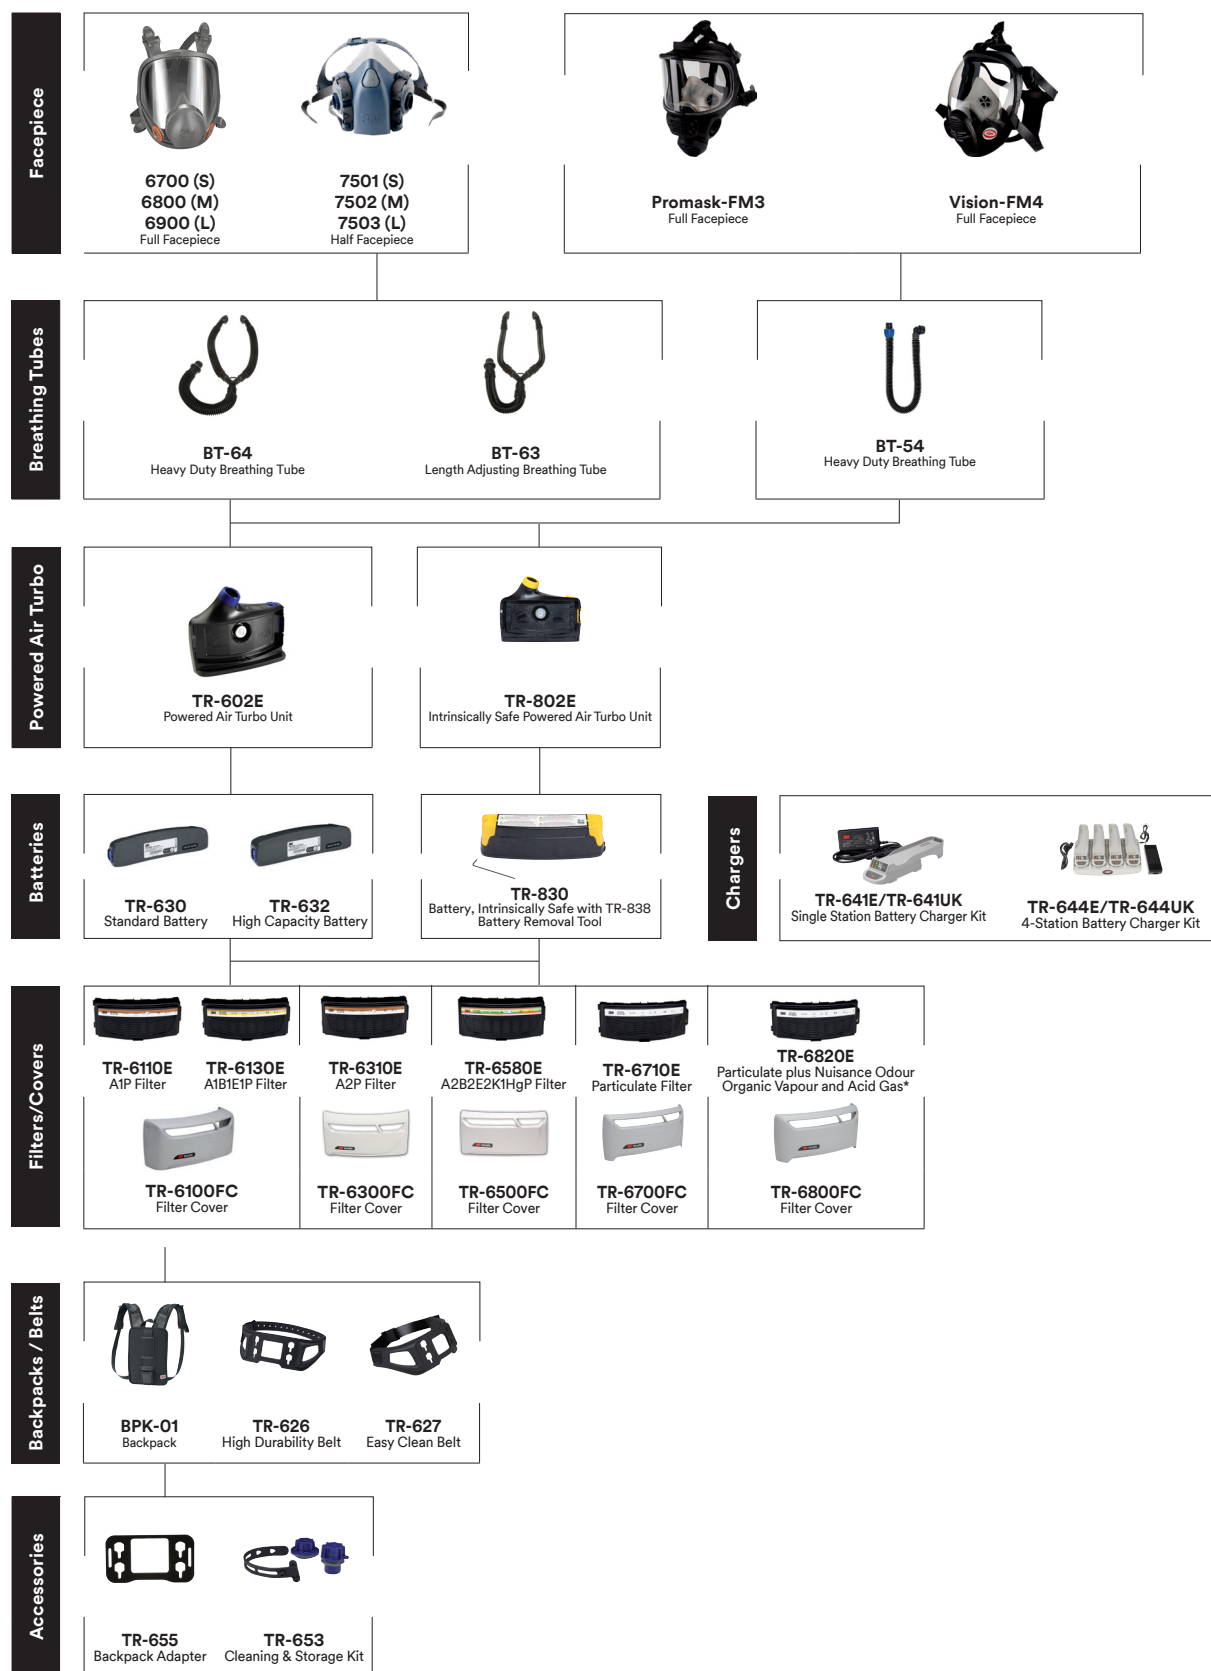 Facepiece
6700 (S)
6800 (M)
6900 (L)
Full Facepiece
7501 (S)
7502 (M)
7503 (L)
Half Facepiece
Promask-FM3
Full Facepiece
Vision-FM4
Full Facepiece
Breathing Tubes
BT-64
Heavy Duty Breathing Tube
BT-63
Length Adjusting Breathing Tube
BT-54
Heavy Duty Breathing Tube
Powered Air Turbo
TR-602E
Powered Air Turbo Unit
TR-802E
Intrinsically Safe Powered Air Turbo Unit
Batteries
TR-630
Standard Battery
TR-632
High Capacity Battery
TR-830
Battery, Intrinsically Safe with TR-838
Battery Removal Tool
Chargers
TR-641E/TR-641UK
Single Station Battery Charger Kit
TR-644E/TR-644UK
4-Station Battery Charger Kit
Filters/Covers
TR-6110E
A1P Filter
TR-6130E
A1B1E1P Filter
TR-6310E
A2P Filter
TR-6580E
A2B2E2K1HgP Filter
TR-6710E
Particulate Filter
TR-6820E
Particulate plus Nuisance Odour
Organic Vapour and Acid Gas*
TR-6100FC
Filter Cover
TR-6300FC
Filter Cover
TR-6500FC
Filter Cover
TR-6700FC
Filter Cover
TR-6800FC
Filter Cover
Backpacks / Belts
BPK-01
Backpack
TR-626
High Durability Belt
TR-627
Easy Clean Belt
Accessories
TR-655
Backpack Adapter
TR-653
Cleaning & Storage Kit